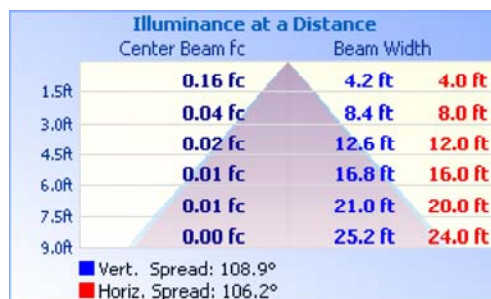 Illuminance at a Distance
Center Beam fc Beam Width
0.16 fc 4.2 ft 4.0 ft
1.5ft
0.04 fc 8.4 ft 8.0 ft
3.0ft
0.02 fc 12.6 ft 12.0 ft
4.5ft
0.01 fc 16.8 ft 16.0 ft
6.0ft
0.01 fc 21.0 ft 20.0 ft
7.5ft
0.00 fc 25.2 ft 24.0 ft
9.0ft
Vert. Spread: 108.9°
Horiz. Spread: 106.2°